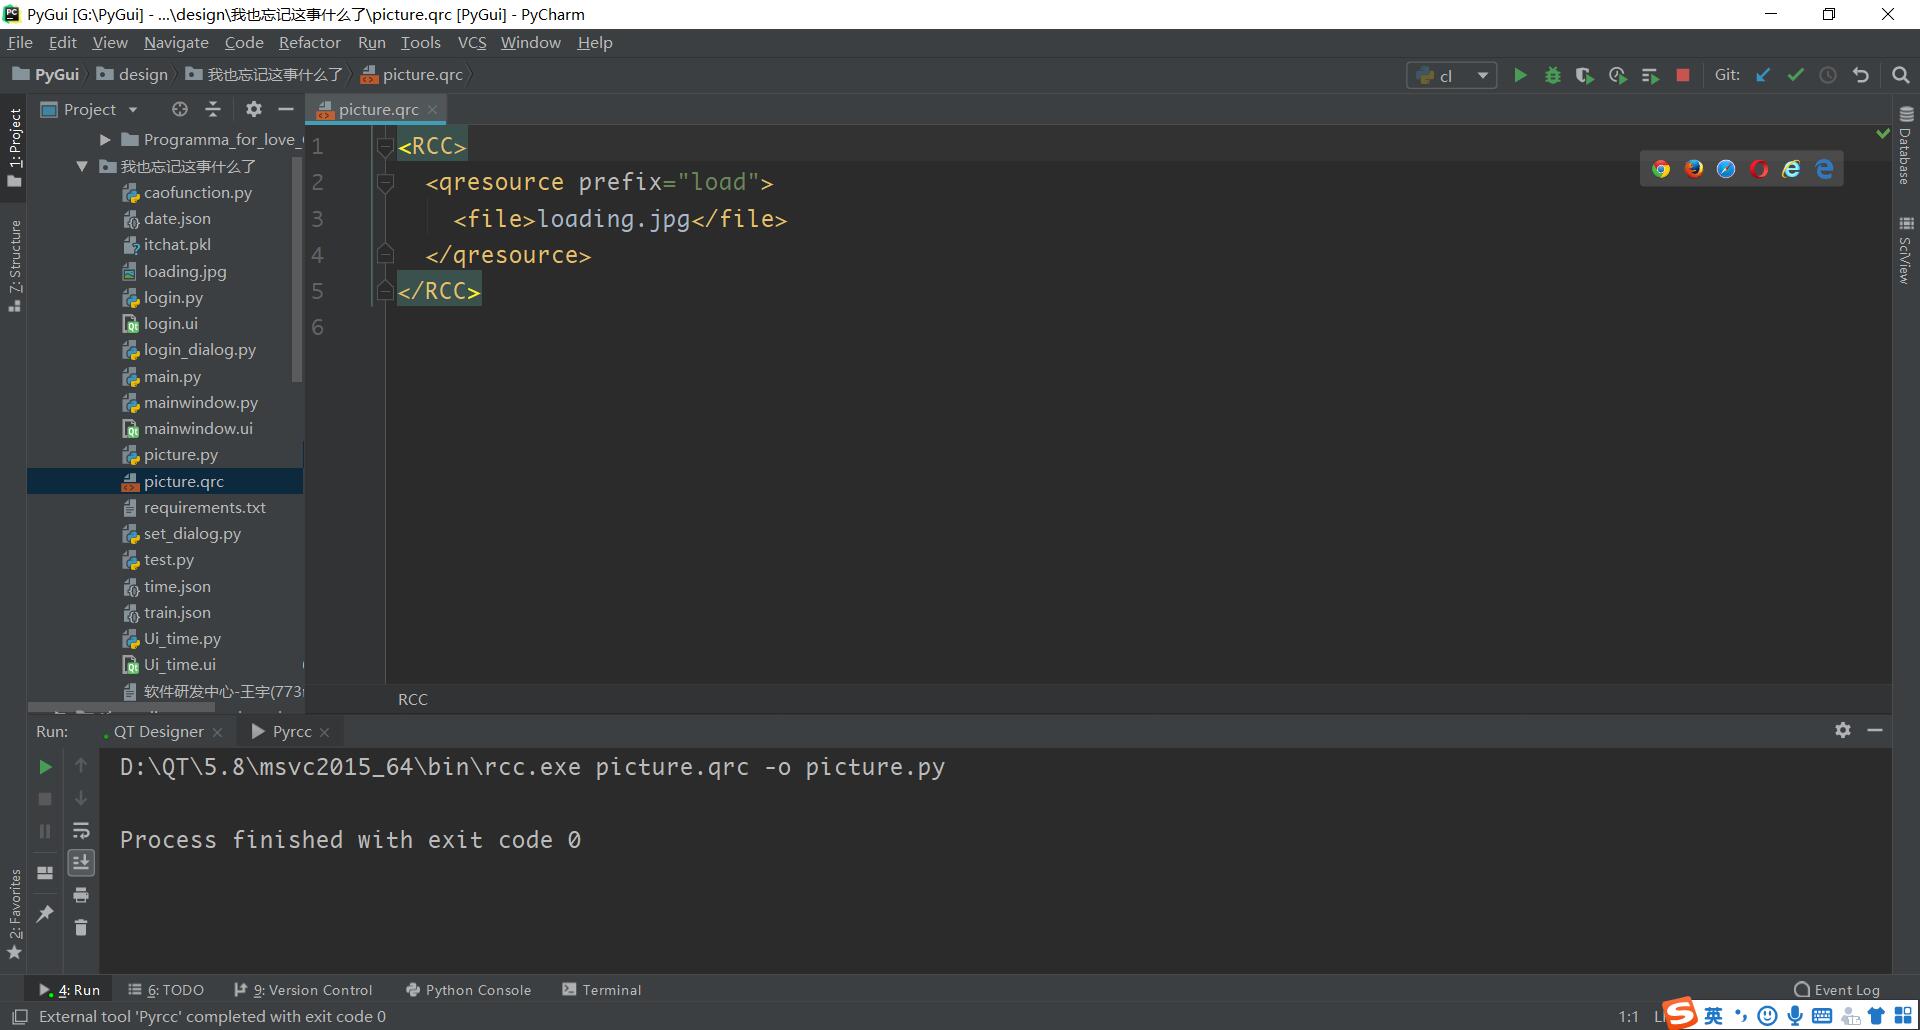 PyGui [G:\PyGui] - ...\design\我也忘记这事什么了\picture.qrc [PyGui] - PyCharm
File Edit View Navigate Code Refactor Run Tools VCS Window Help
PyGui design 我也忘记这事什么了 picture.qrc
cl Git:
Project
picture.qrc
1: Project
7: Structure
2: Favorites
Programma_for_love_
我也忘记这事什么了
caofunction.py
date.json
itchat.pkl
loading.jpg
login.py
login.ui
login_dialog.py
main.py
mainwindow.py
mainwindow.ui
picture.py
picture.qrc
requirements.txt
set_dialog.py
test.py
time.json
train.json
Ui_time.py
Ui_time.ui
软件研发中心-王宇(773
1 <RCC>
2 <qresource prefix="load">
3 <file>loading.jpg</file>
4 </qresource>
5 </RCC>
6
RCC
Database
SciView
Run: QT Designer Pyrcc
D:\QT\5.8\msvc2015_64\bin\rcc.exe picture.qrc -o picture.py
Process finished with exit code 0
4: Run 6: TODO 9: Version Control Python Console Terminal Event Log
External tool 'Pyrcc' completed with exit code 0 1:1
英